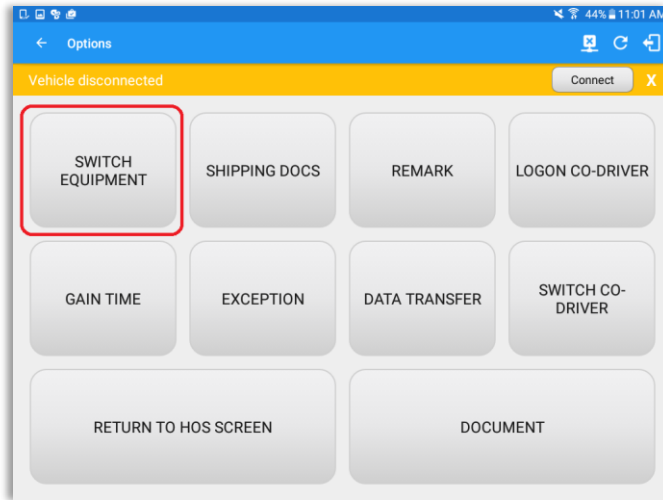 44% 11:01 AM
Options
Vehicle disconnected
Connect X
SWITCH
EQUIPMENT
SHIPPING DOCS
REMARK
LOGON CO-DRIVER
GAIN TIME
EXCEPTION
DATA TRANSFER
SWITCH CO-
DRIVER
RETURN TO HOS SCREEN
DOCUMENT